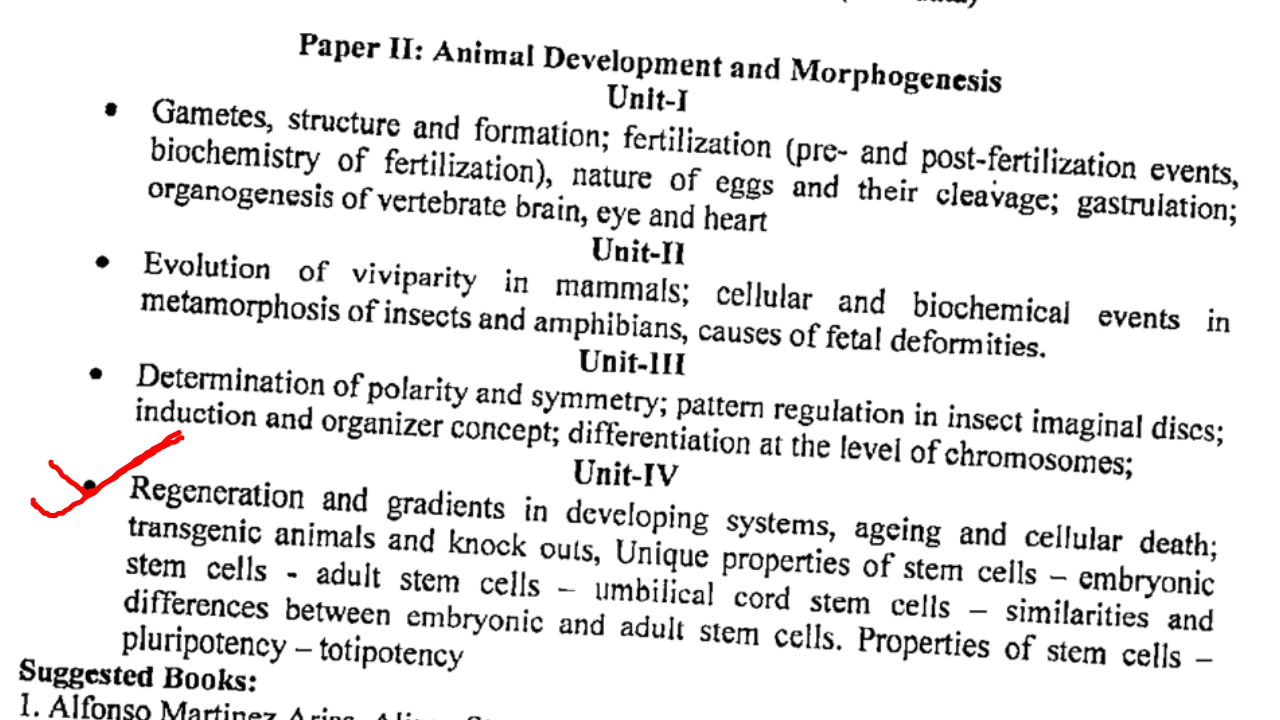 Paper II: Animal Development and Morphogenesis
Unit-I
• Gametes, structure and formation; fertilization (pre- and post-fertilization events,
biochemistry of fertilization), nature of eggs and their cleavage; gastrulation;
organogenesis of vertebrate brain, eye and heart
Unit-II
• Evolution of viviparity in mammals; cellular and biochemical events in
metamorphosis of insects and amphibians, causes of fetal deformities.
Unit-III
• Determination of polarity and symmetry; pattern regulation in insect imaginal discs;
induction and organizer concept; differentiation at the level of chromosomes;
Unit-IV
• Regeneration and gradients in developing systems, ageing and cellular death;
transgenic animals and knock outs, Unique properties of stem cells – embryonic
stem cells - adult stem cells – umbilical cord stem cells – similarities and
differences between embryonic and adult stem cells. Properties of stem cells –
pluripotency – totipotency
Suggested Books:
1. Alfonso Martinez